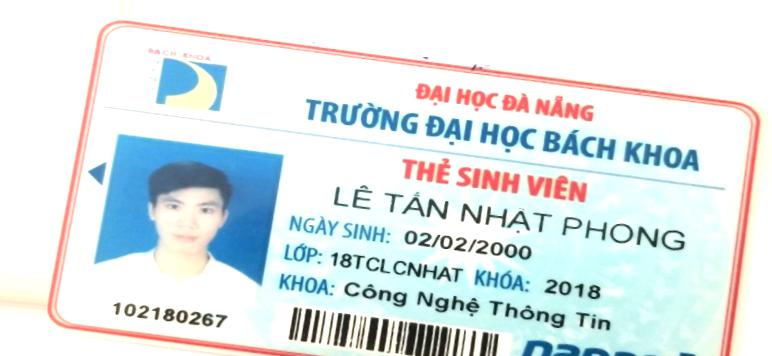 BÁCH KHOA
ĐẠI HỌC ĐÀ NẴNG
TRƯỜNG ĐẠI HỌC BÁCH KHOA
THẺ SINH VIÊN
LÊ TẤN NHẬT PHONG
NGÀY SINH: 02/02/2000
LỚP: 18TCLCNHAT KHÓA: 2018
KHOA: Công Nghệ Thông Tin
102180267